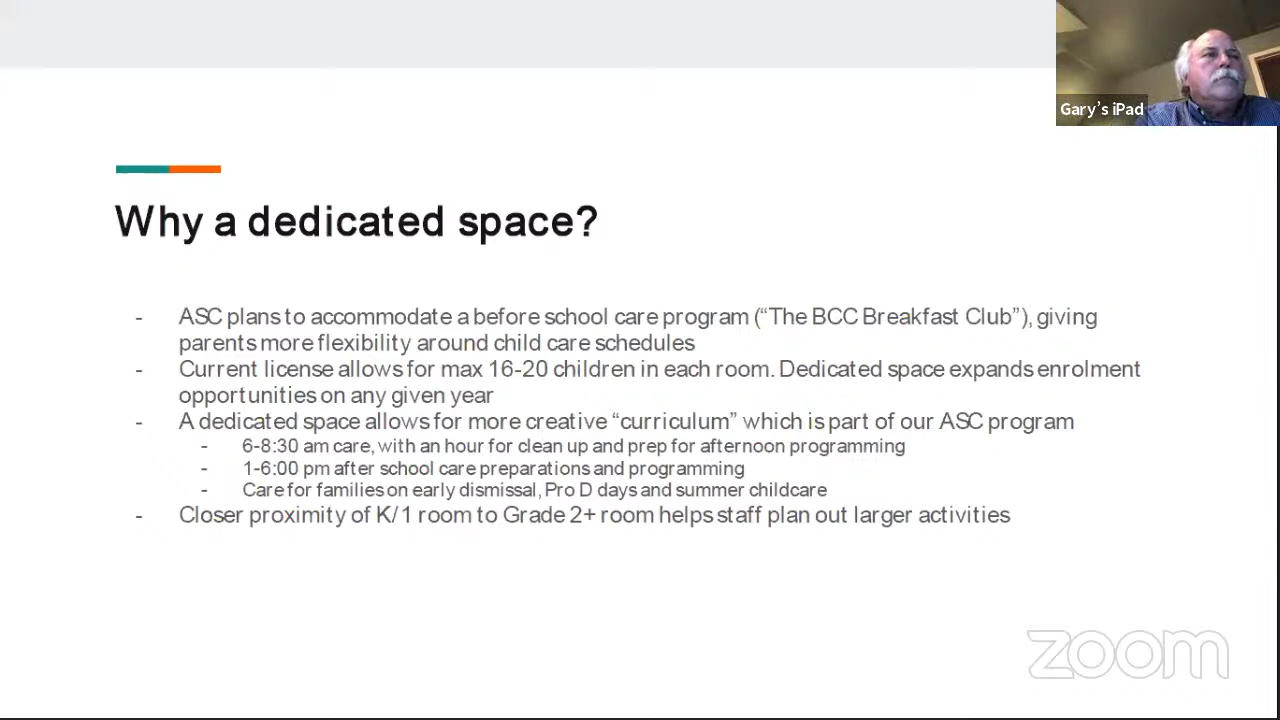 Gary's iPad
Why a dedicated space?
- ASC plans to accommodate a before school care program (“The BCC Breakfast Club”), giving
parents more flexibility around child care schedules
- Current license allows for max 16-20 children in each room. Dedicated space expands enrolment
opportunities on any given year
- A dedicated space allows for more creative “curriculum” which is part of our ASC program
- 6-8:30 am care, with an hour for clean up and prep for afternoon programming
- 1-6:00 pm after school care preparations and programming
- Care for families on early dismissal, Pro D days and summer childcare
- Closer proximity of K/1 room to Grade 2+ room helps staff plan out larger activities
zoom